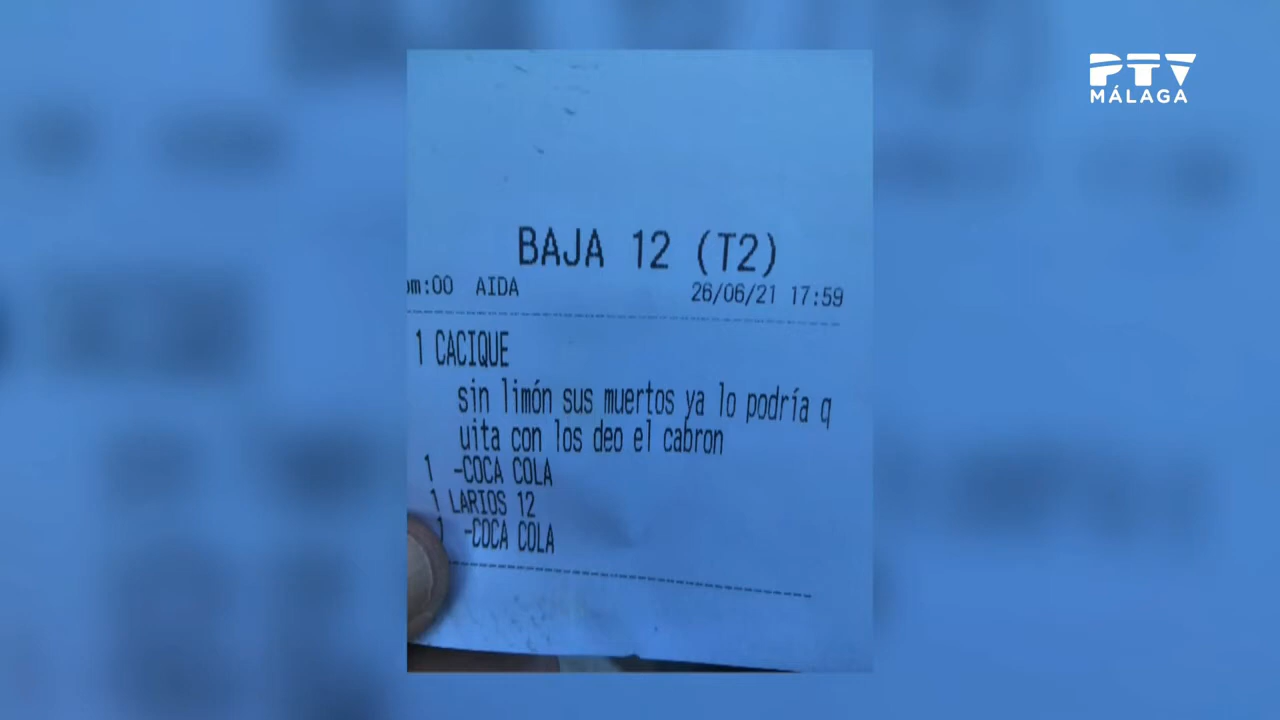 PTV
MÁLAGA
BAJA 12 (T2)
om:00 AIDA 26/06/21 17:59
1 CACIQUE
sin limón sus muertos ya lo podría q
uita con los deo el cabron
1 -COCA COLA
1 LARIOS 12
1 -COCA COLA